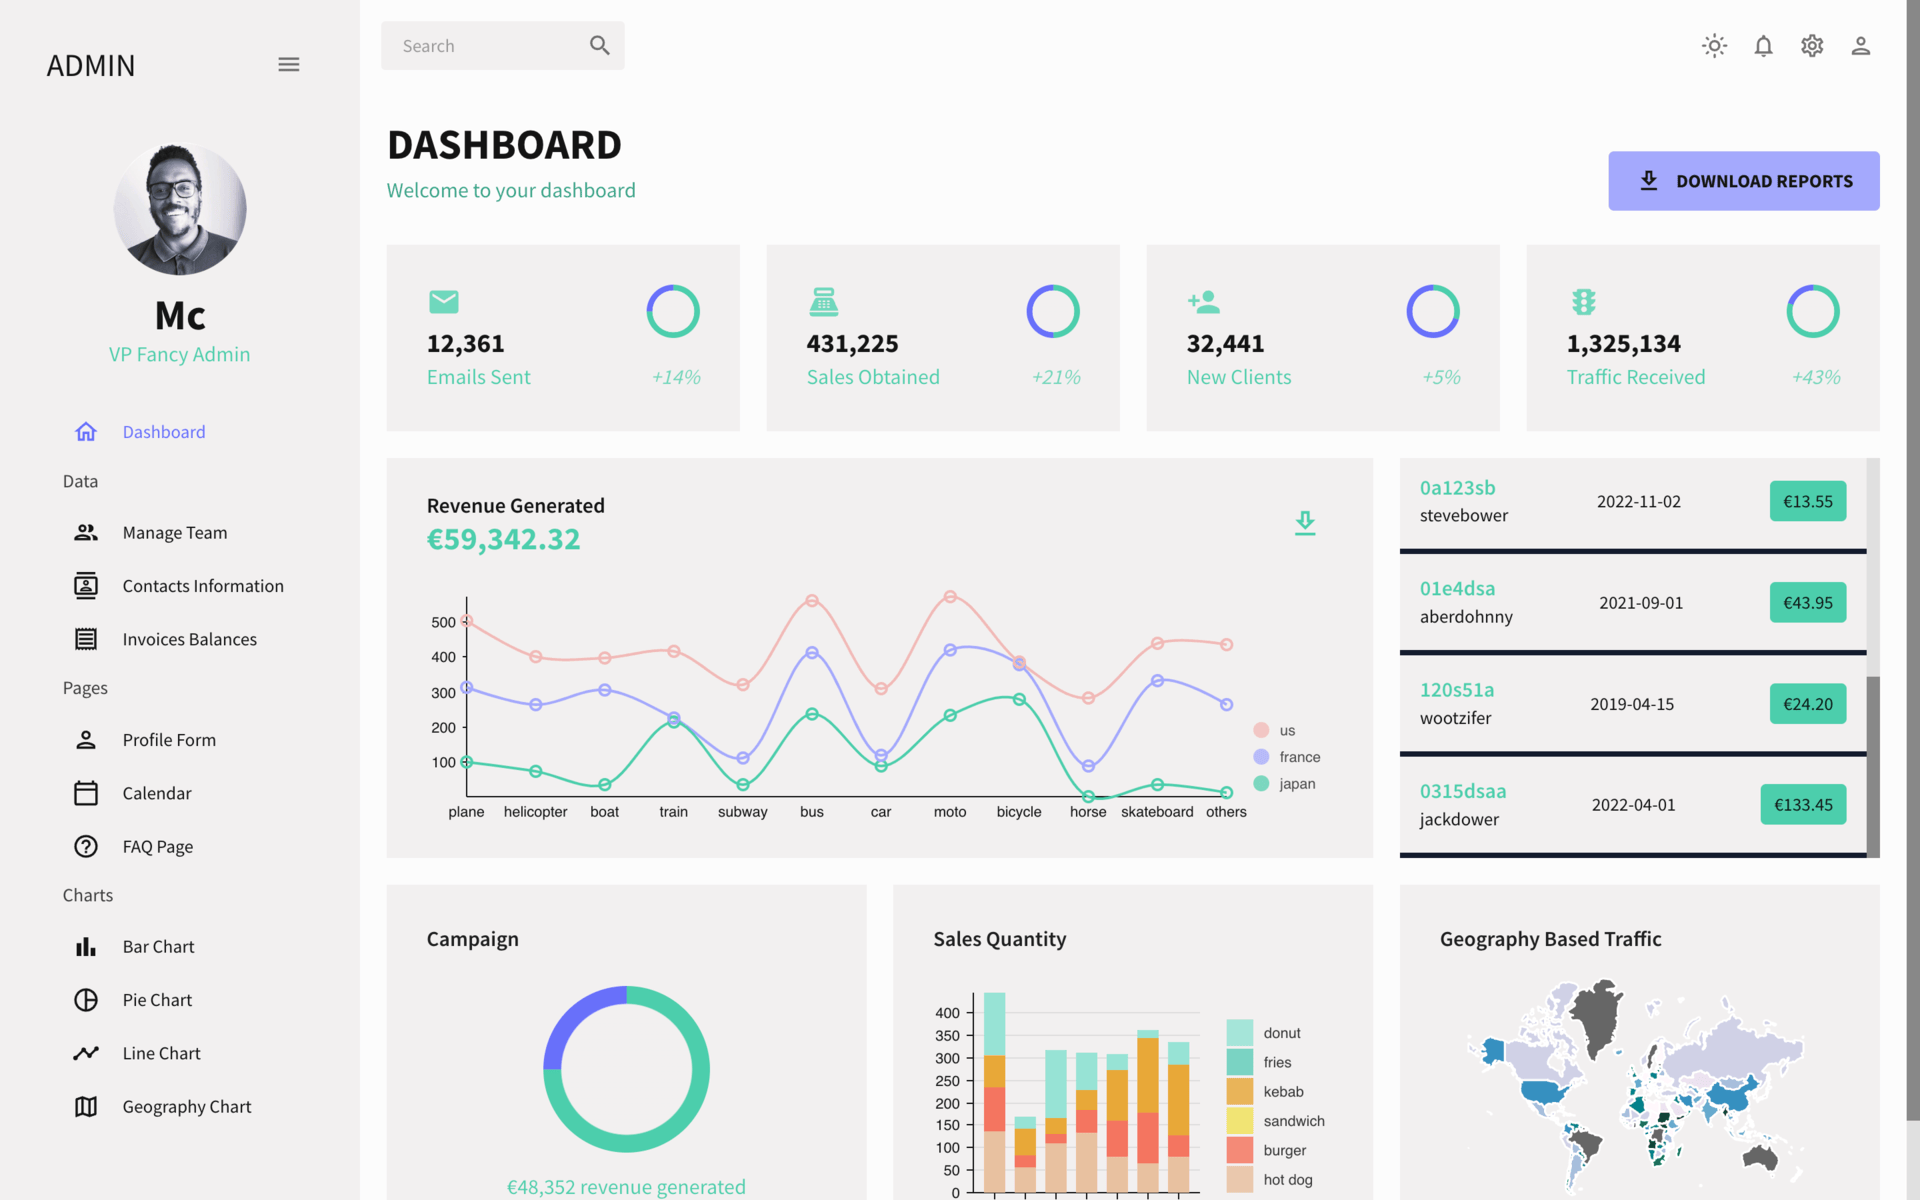 ADMIN
Mc
VP Fancy Admin
Dashboard
Data
Manage Team
Contacts Information
Invoices Balances
Pages
Profile Form
Calendar
FAQ Page
Charts
Bar Chart
Pie Chart
Line Chart
Geography Chart
Search
DASHBOARD
Welcome to your dashboard
DOWNLOAD REPORTS
12,361
Emails Sent
+14%
431,225
Sales Obtained
+21%
32,441
New Clients
+5%
1,325,134
Traffic Received
+43%
Revenue Generated
€59,342.32
500
400
300
200
100
plane helicopter boat train subway bus car moto bicycle horse skateboard others
us
france
japan
0a123sb
stevebower
2022-11-02
€13.55
01e4dsa
aberdohnny
2021-09-01
€43.95
120s51a
wootzifer
2019-04-15
€24.20
0315dsaa
jackdower
2022-04-01
€133.45
Campaign
€48,352 revenue generated
Sales Quantity
400
350
300
250
200
150
100
50
0
donut
fries
kebab
sandwich
burger
hot dog
Geography Based Traffic